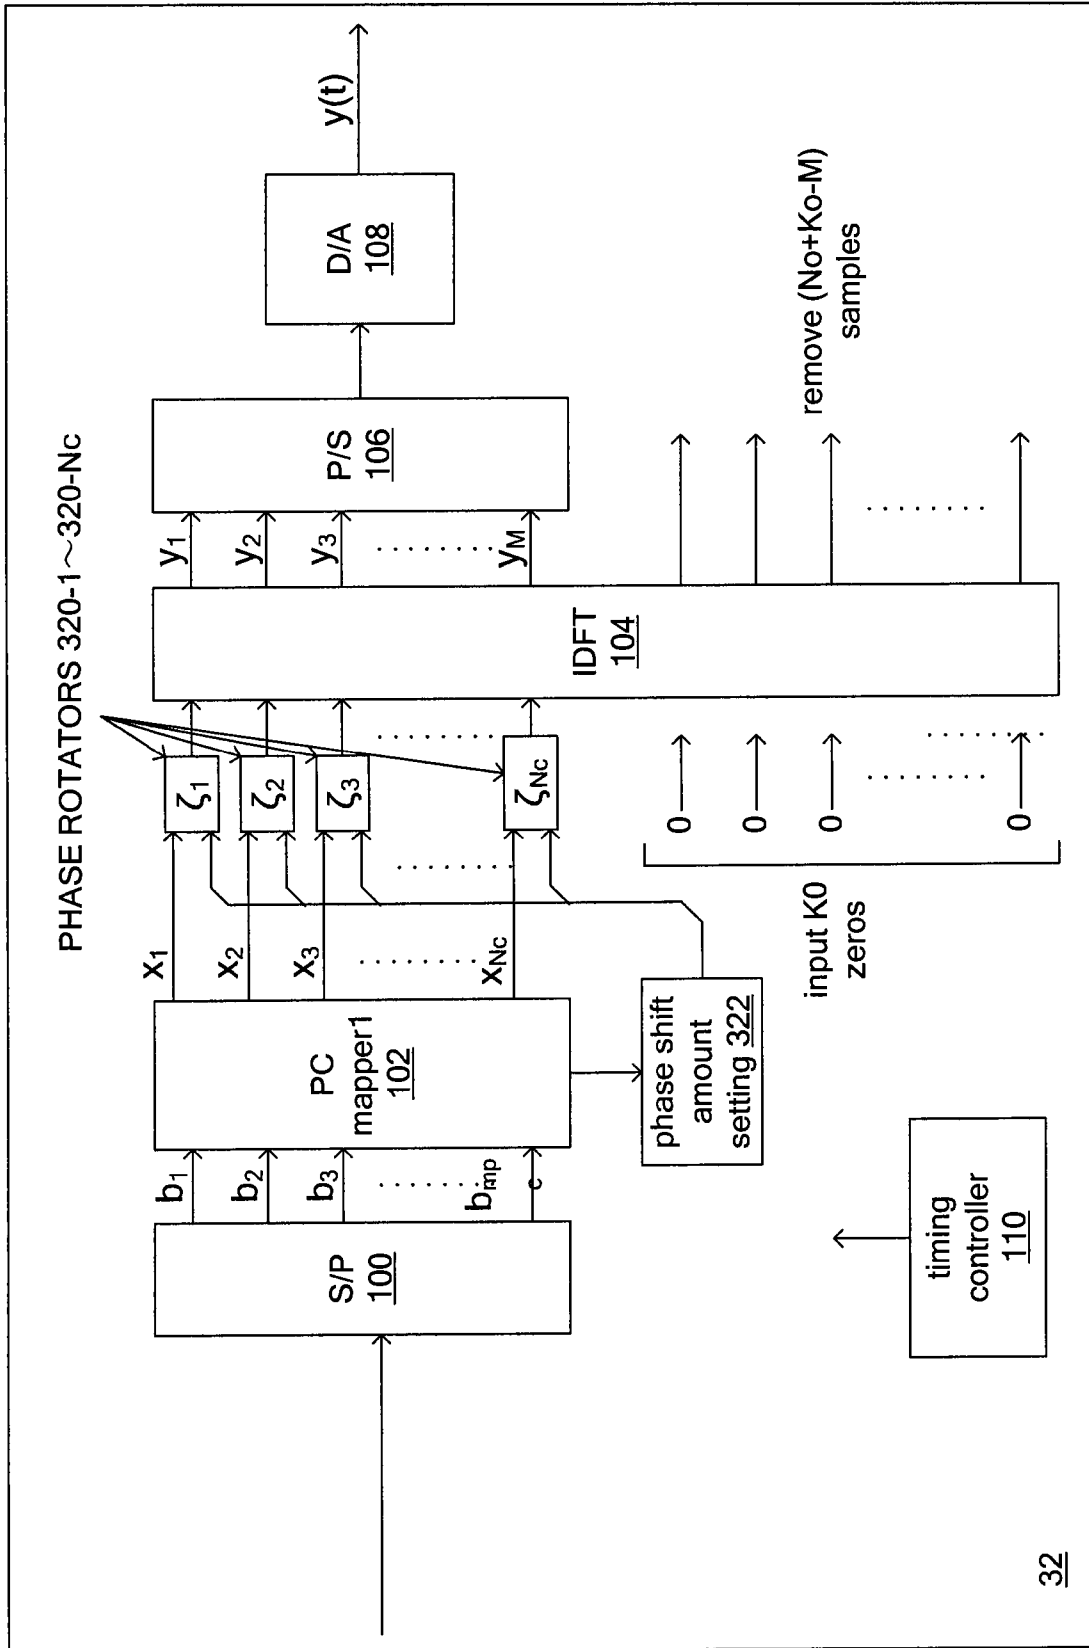 PHASE ROTATORS 320-1~320-Nc
S/P
100
b1
b2
b3
........
bmp
c
PC
mapper1
102
x1
x2
x3
........
xNc
phase shift
amount
setting 322
ζ1
ζ2
ζ3
........
ζNc
input K0
zeros
0
0
0
........
0
IDFT
104
y1
y2
y3
........
yM
remove (No+Ko-M)
samples
........
P/S
106
D/A
108
y(t)
timing
controller
110
32